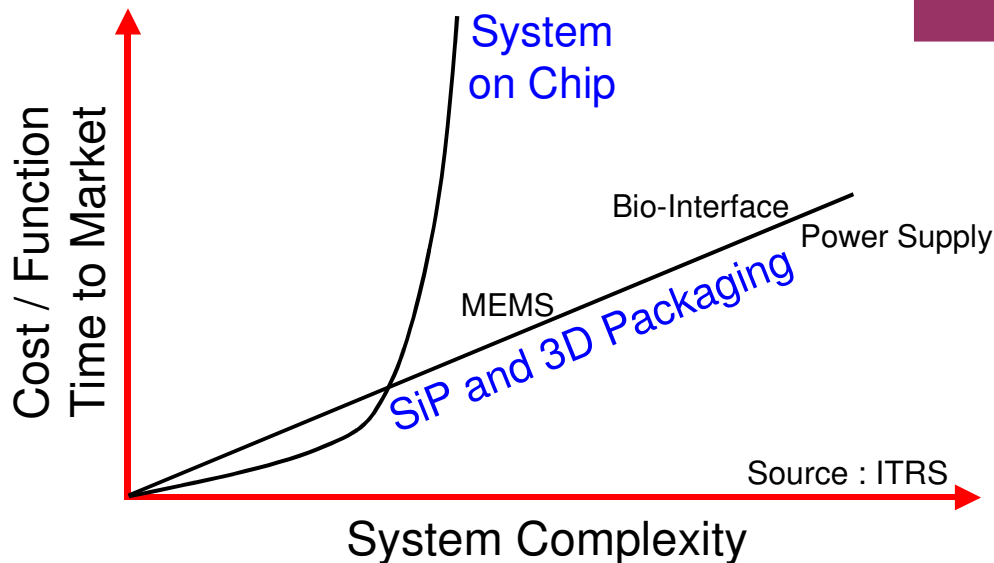 System
on Chip
Cost / Function
Time to Market
Bio-Interface
Power Supply
MEMS
SiP and 3D Packaging
Source : ITRS
System Complexity